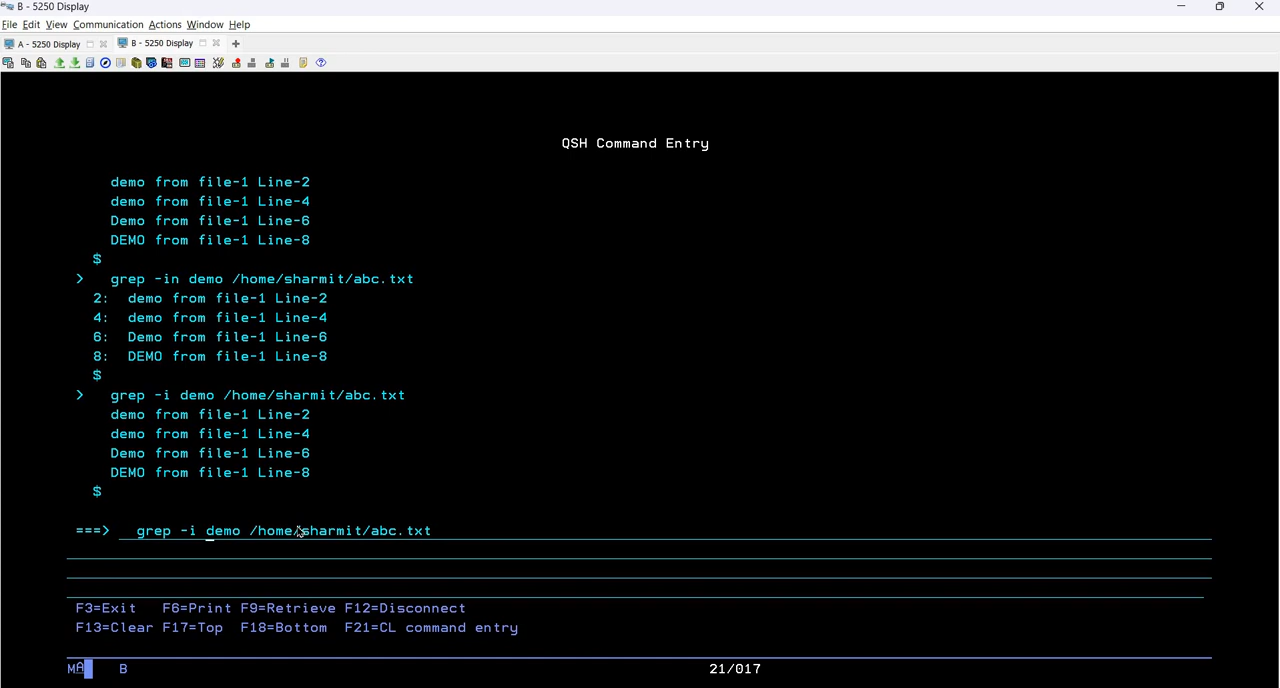 B - 5250 Display
File Edit View Communication Actions Window Help
A - 5250 Display B - 5250 Display
QSH Command Entry
demo from file-1 Line-2
demo from file-1 Line-4
Demo from file-1 Line-6
DEMO from file-1 Line-8
$
> grep -in demo /home/sharmit/abc.txt
2: demo from file-1 Line-2
4: demo from file-1 Line-4
6: Demo from file-1 Line-6
8: DEMO from file-1 Line-8
$
> grep -i demo /home/sharmit/abc.txt
demo from file-1 Line-2
demo from file-1 Line-4
Demo from file-1 Line-6
DEMO from file-1 Line-8
$
===> grep -i demo /home/sharmit/abc.txt
F3=Exit F6=Print F9=Retrieve F12=Disconnect
F13=Clear F17=Top F18=Bottom F21=CL command entry
MA B 21/017